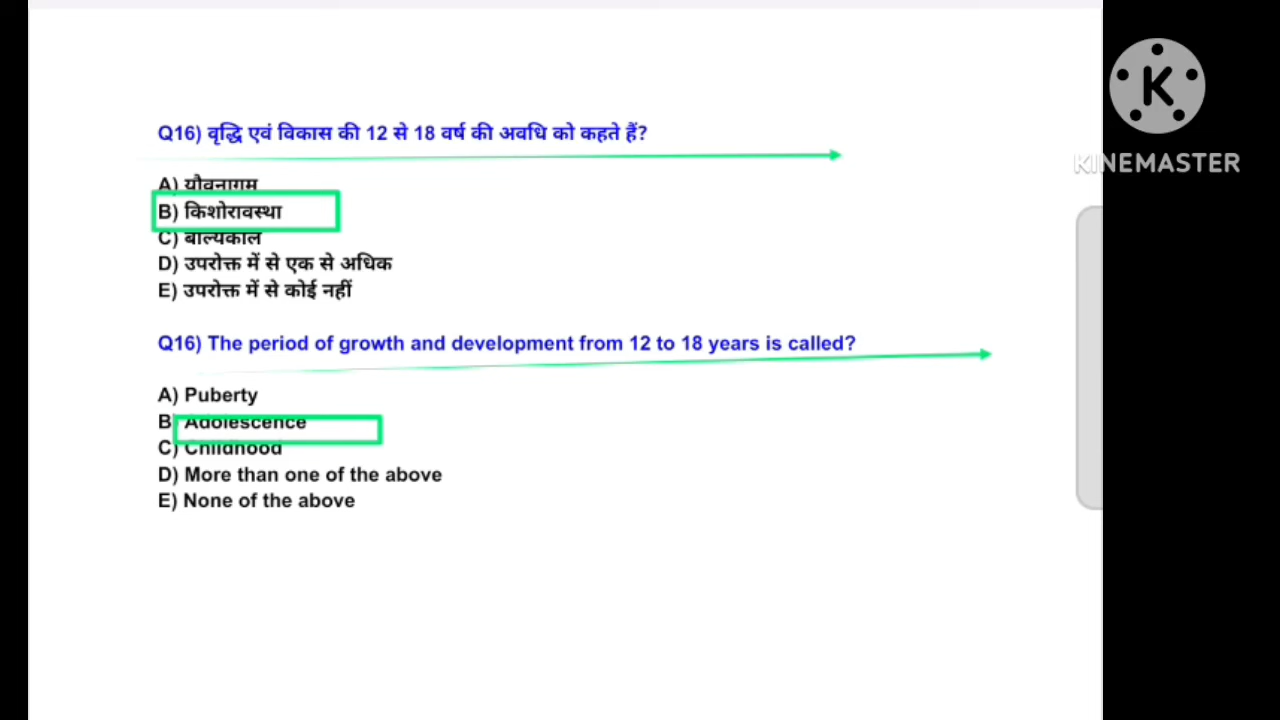 Q16) वृद्धि एवं विकास की 12 से 18 वर्ष की अवधि को कहते हैं?
A) यौवनागम
B) किशोरावस्था
C) बाल्यकाल
D) उपरोक्त में से एक से अधिक
E) उपरोक्त में से कोई नहीं
Q16) The period of growth and development from 12 to 18 years is called?
A) Puberty
B) Adolescence
C) Childhood
D) More than one of the above
E) None of the above
K
KINEMASTER